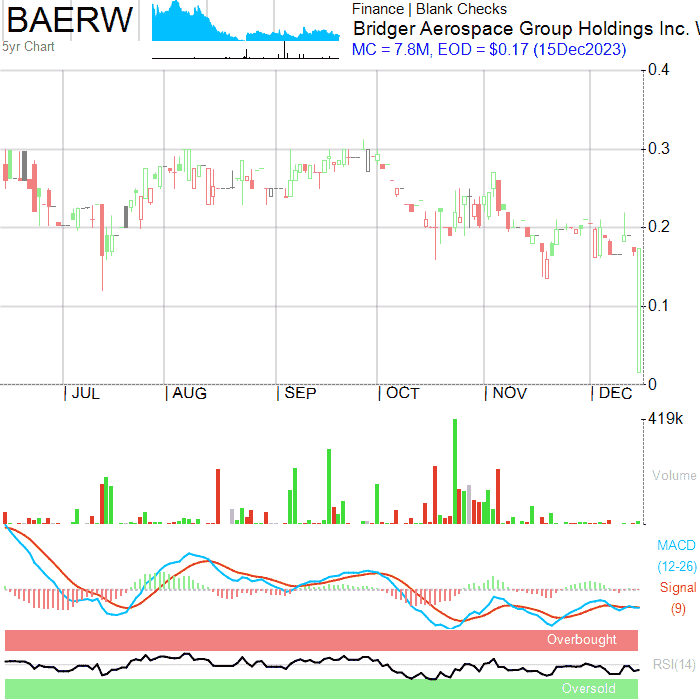 BAERW
5yr Chart
Finance | Blank Checks
Bridger Aerospace Group Holdings Inc. W
MC = 7.8M, EOD = $0.17 (15Dec2023)
0.4
0.3
0.2
0.1
0
JUL AUG SEP OCT NOV DEC
419k
Volume
MACD
(12-26)
Signal
(9)
Overbought
RSI(14)
Oversold